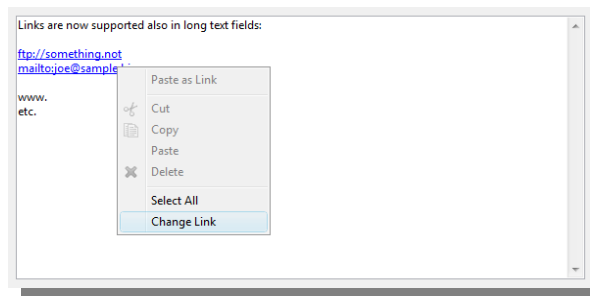 Links are now supported also in long text fields:
ftp://something.not
mailto:joe@sample
www.
etc.
Paste as Link
Cut
Copy
Paste
Delete
Select All
Change Link